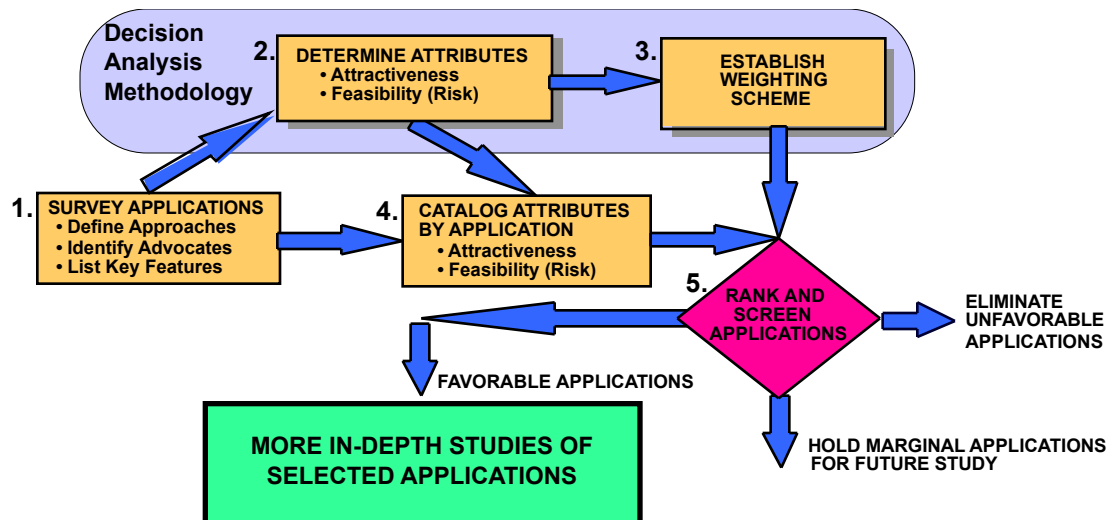 Decision
Analysis
Methodology
2.
DETERMINE ATTRIBUTES
• Attractiveness
• Feasibility (Risk)
3.
ESTABLISH
WEIGHTING
SCHEME
1.
SURVEY APPLICATIONS
• Define Approaches
• Identify Advocates
• List Key Features
4.
CATALOG ATTRIBUTES
BY APPLICATION
• Attractiveness
• Feasibility (Risk)
5.
RANK AND
SCREEN
APPLICATIONS
ELIMINATE
UNFAVORABLE
APPLICATIONS
FAVORABLE APPLICATIONS
MORE IN-DEPTH STUDIES OF
SELECTED APPLICATIONS
HOLD MARGINAL APPLICATIONS
FOR FUTURE STUDY